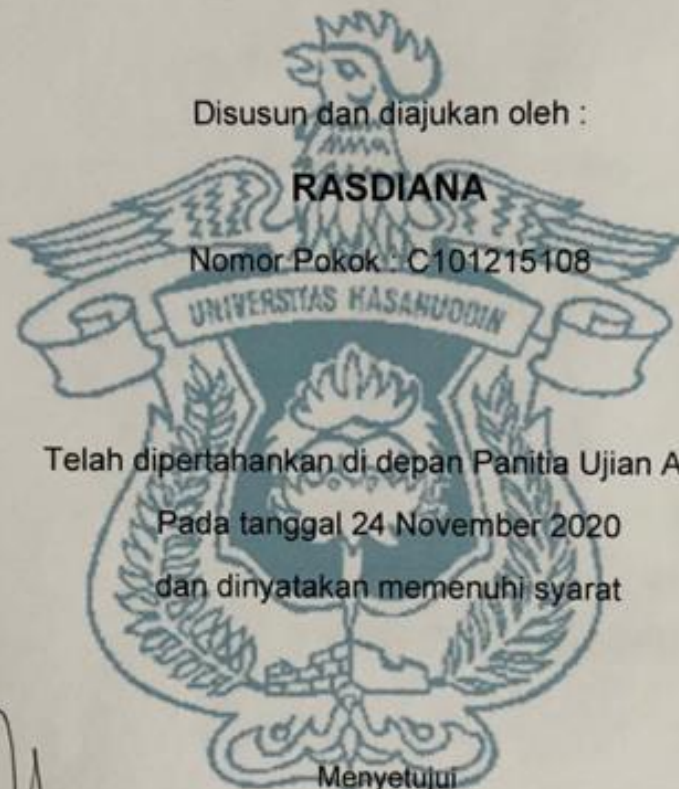 Disusun dan diajukan oleh :
RASDIANA
Nomor Pokok : C101215108
UNIVERSITAS HASANUDDIN
Telah dipertahankan di depan Panitia Ujian A
Pada tanggal 24 November 2020
dan dinyatakan memenuhi syarat
Menyetujui